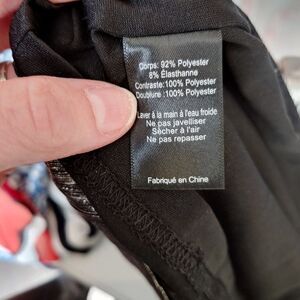 Corps: 92% Polyester
8% Élasthanne
Contraste:100% Polyester
Doublure :100% Polyester
Laver à la main à l'eau froide
Ne pas javelliser
Sècher à l'air
Ne pas repasser
Fabriqué en Chine